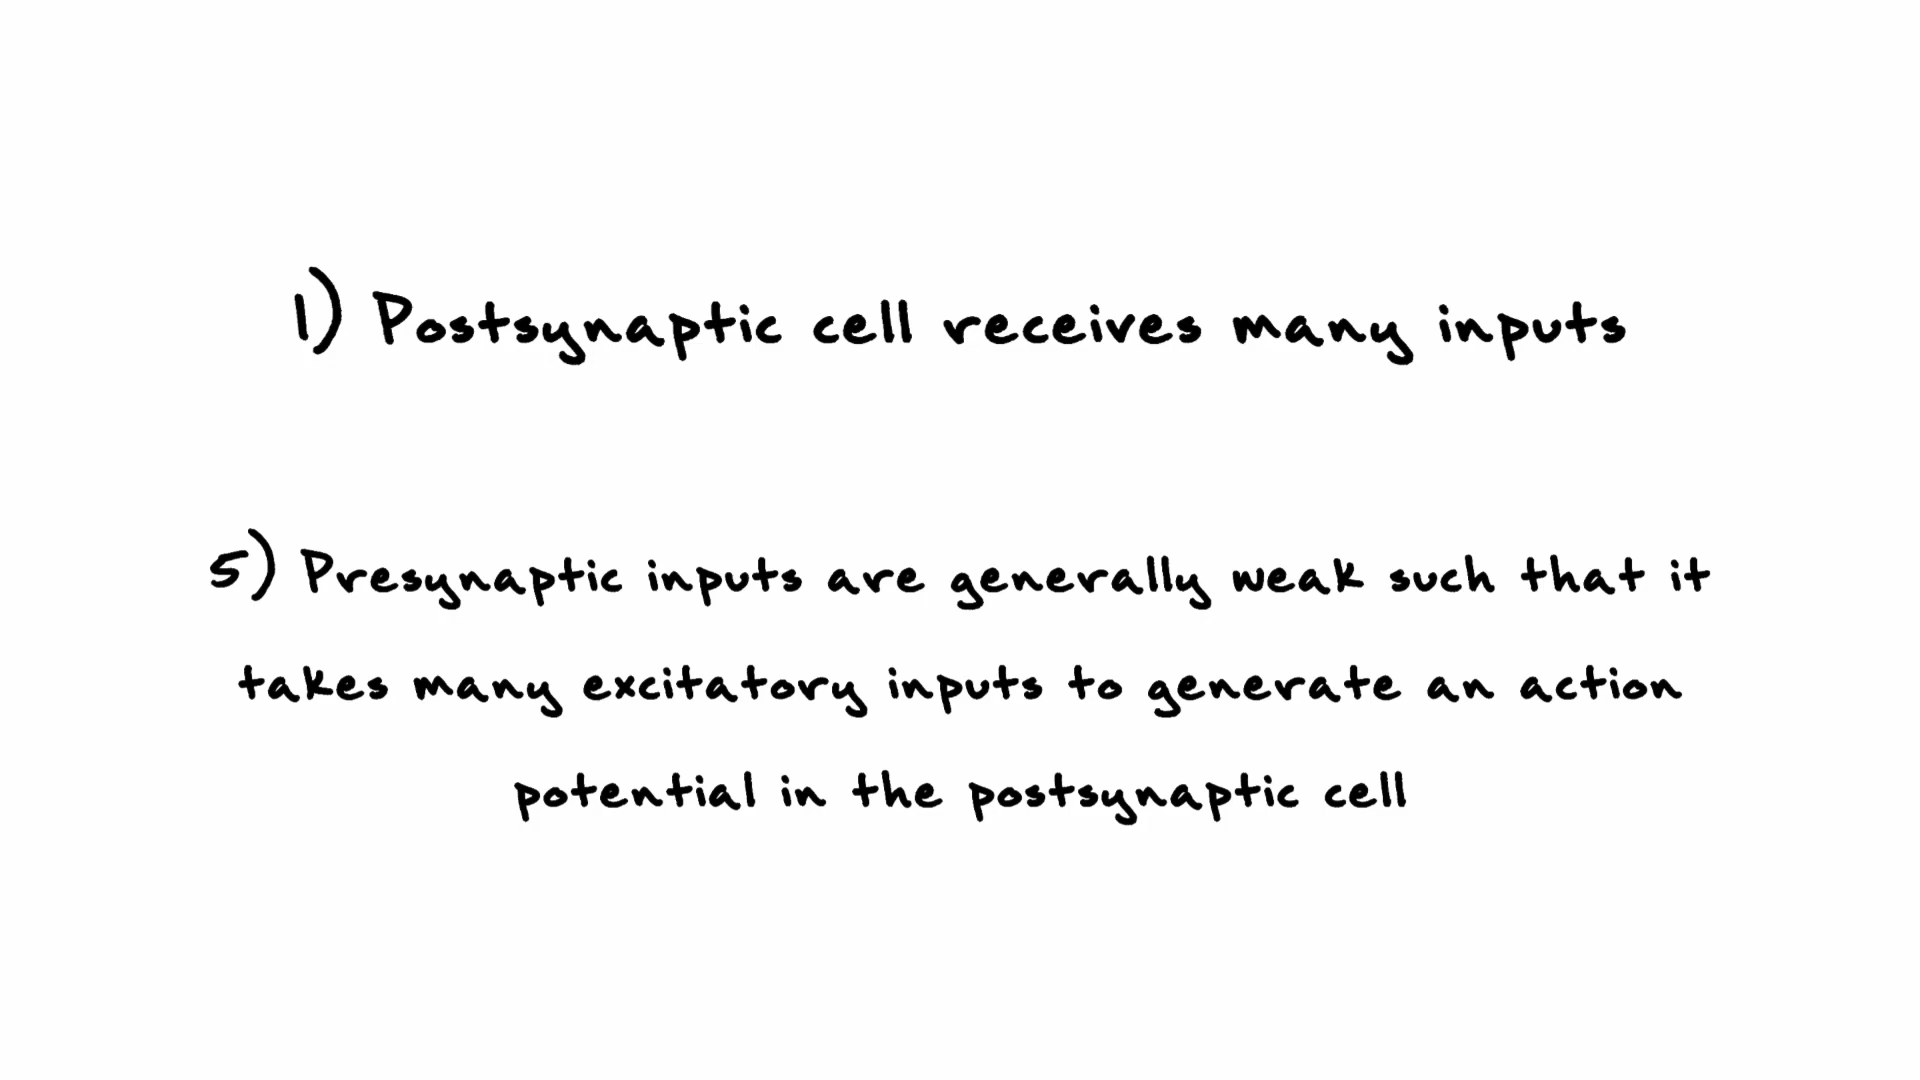 1) Postsynaptic cell receives many inputs
5) Presynaptic inputs are generally weak such that it
takes many excitatory inputs to generate an action
potential in the postsynaptic cell